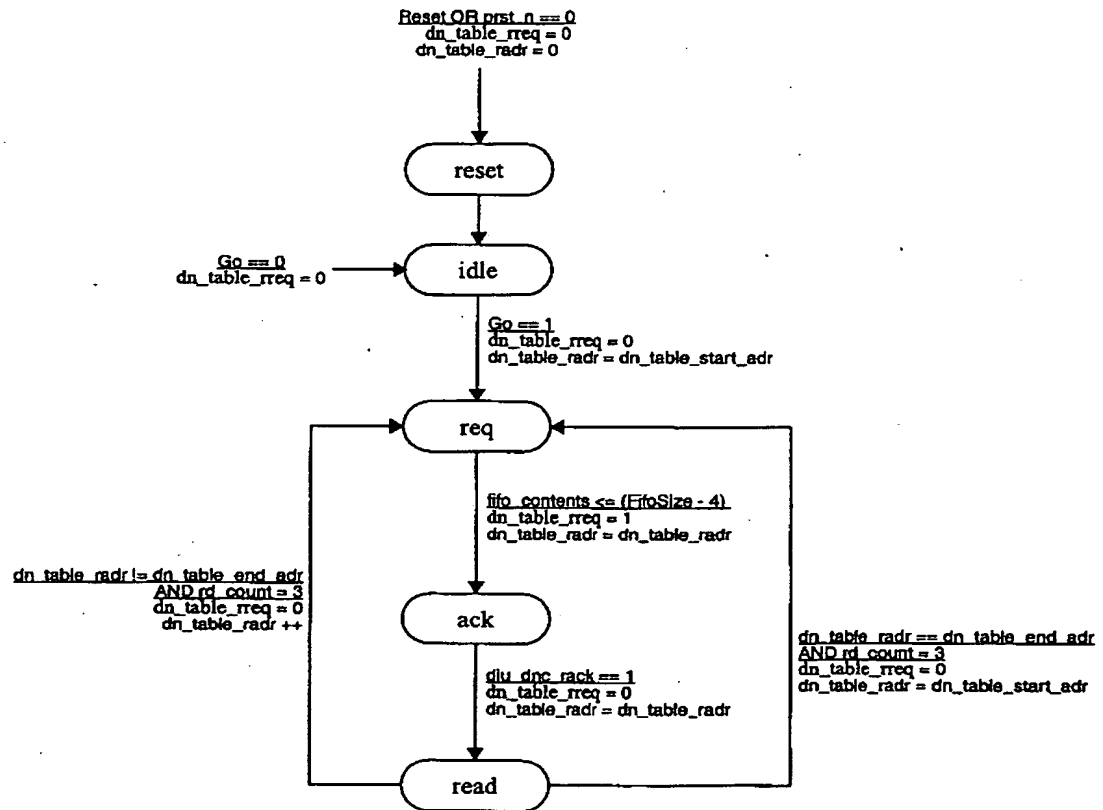 Reset OR prst_n == 0
dn_table_rreq = 0
dn_table_radr = 0
reset
Go == 0
dn_table_rreq = 0
idle
Go == 1
dn_table_rreq = 0
dn_table_radr = dn_table_start_adr
req
fifo_contents <= (FifoSize - 4)
dn_table_rreq = 1
dn_table_radr = dn_table_radr
dn_table_radr != dn_table_end_adr
AND rd_count = 3
dn_table_rreq = 0
dn_table_radr ++
ack
dn_table_radr == dn_table_end_adr
AND rd_count = 3
dn_table_rreq = 0
dn_table_radr = dn_table_start_adr
diu_dnc_rack == 1
dn_table_rreq = 0
dn_table_radr = dn_table_radr
read